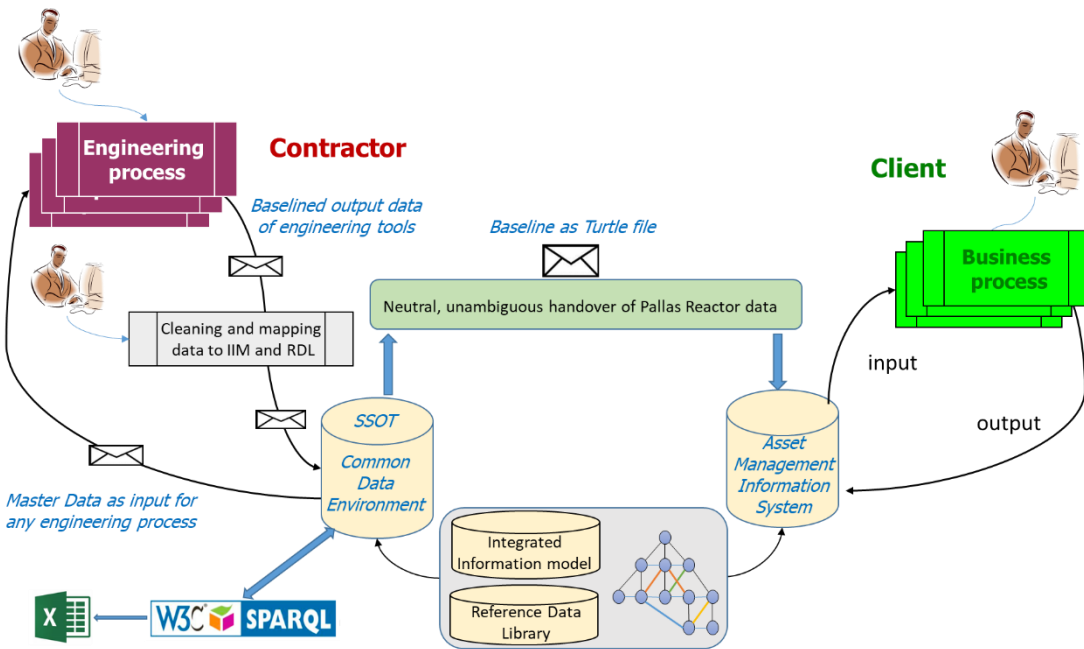 Engineering
process
Contractor
Client
Baselined output data
of engineering tools
Baseline as Turtle file
Business
process
Neutral, unambiguous handover of Pallas Reactor data
Cleaning and mapping
data to IIM and RDL
input
output
SSOT
Common
Data
Environment
Asset
Management
Information
System
Master Data as input for
any engineering process
Integrated
Information model
Reference Data
Library
X
W3C® SPARQL